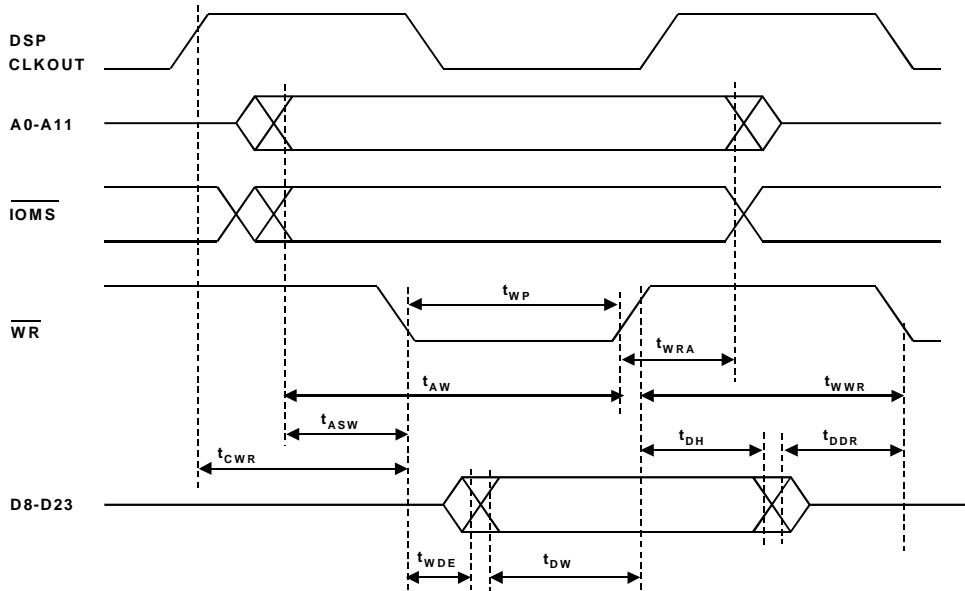 DSP
CLKOUT
A0-A11
IOMS
WR
tWP
tWRA
tAW
tWWR
tASW
tDH
tDDR
tCWR
D8-D23
tWDE
tDW